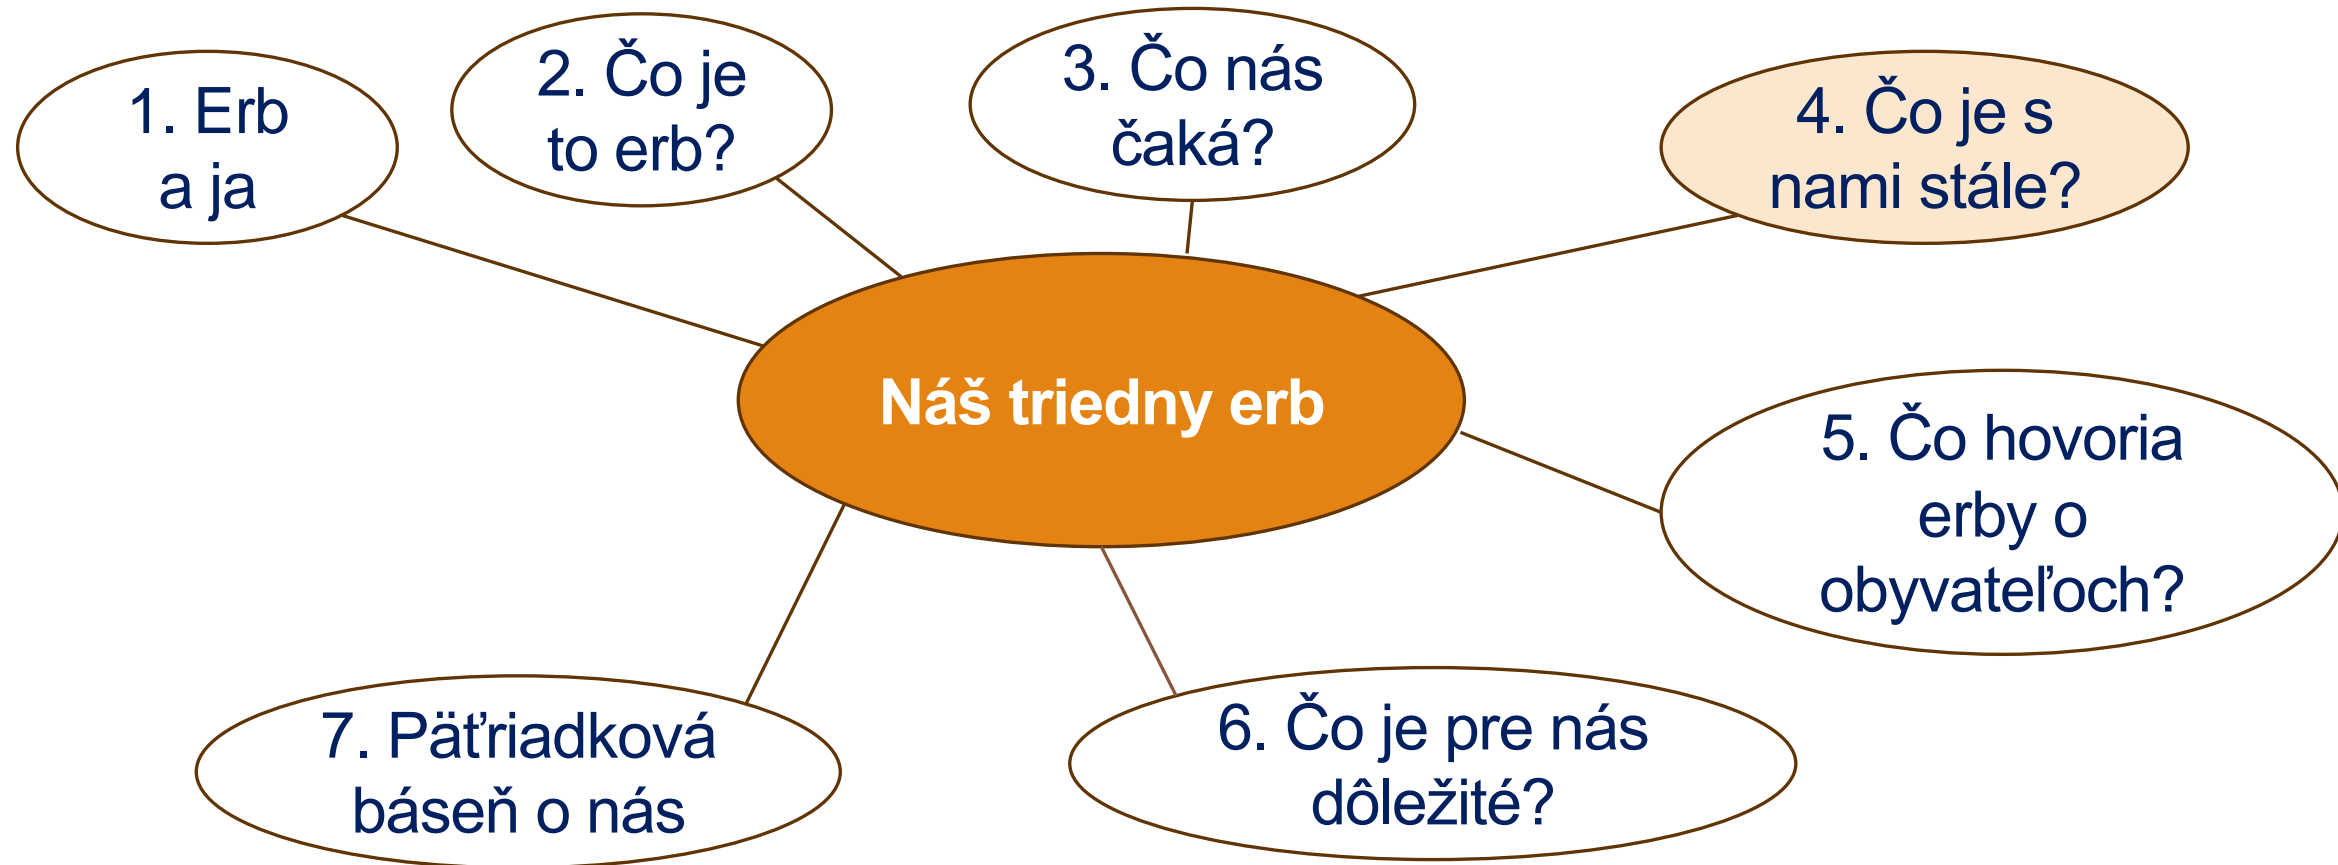 1. Erb
a ja
2. Čo je
to erb?
3. Čo nás
čaká?
4. Čo je s
nami stále?
Náš triedny erb
5. Čo hovoria
erby o
obyvateľoch?
6. Čo je pre nás
dôležité?
7. Päťriadková
báseň o nás